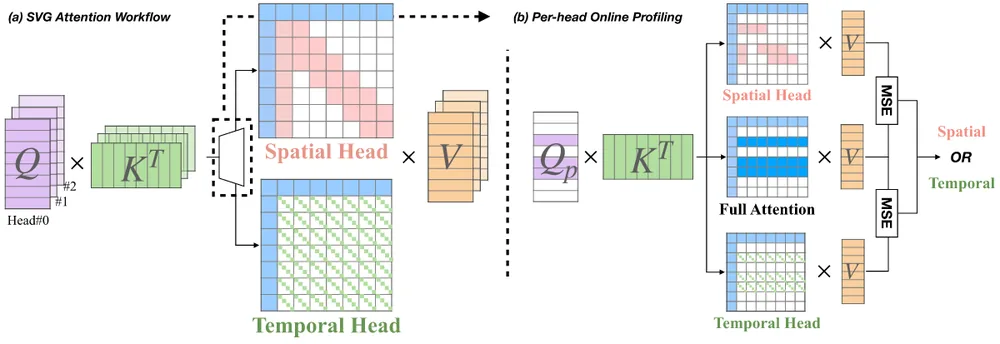 (a) SVG Attention Workflow
Q
× K^T
#2
#1
Head#0
Spatial Head
× V
Temporal Head
(b) Per-head Online Profiling
Q_p × K^T
× V
Spatial Head
MSE
× V
Full Attention
MSE
× V
Temporal Head
Spatial
OR
Temporal